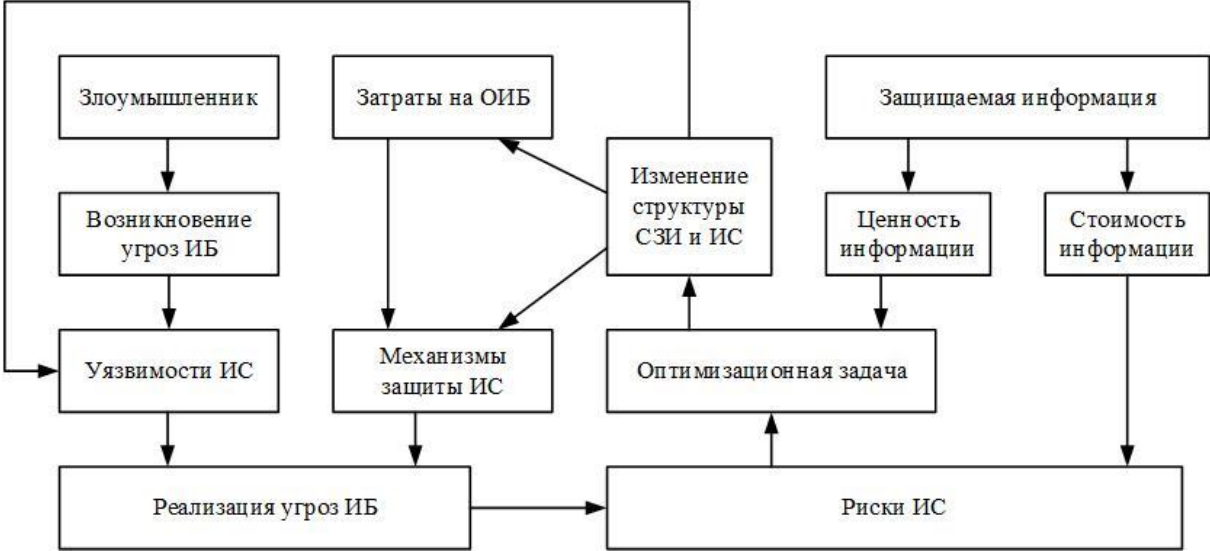 Злоумышленник
Затраты на ОИБ
Защищаемая информация
Изменение
структуры
СЗИ и ИС
Возникновение
угроз ИБ
Ценность
информации
Стоимость
информации
Уязвимости ИС
Механизмы
защиты ИС
Оптимизационная задача
Реализация угроз ИБ
Риски ИС